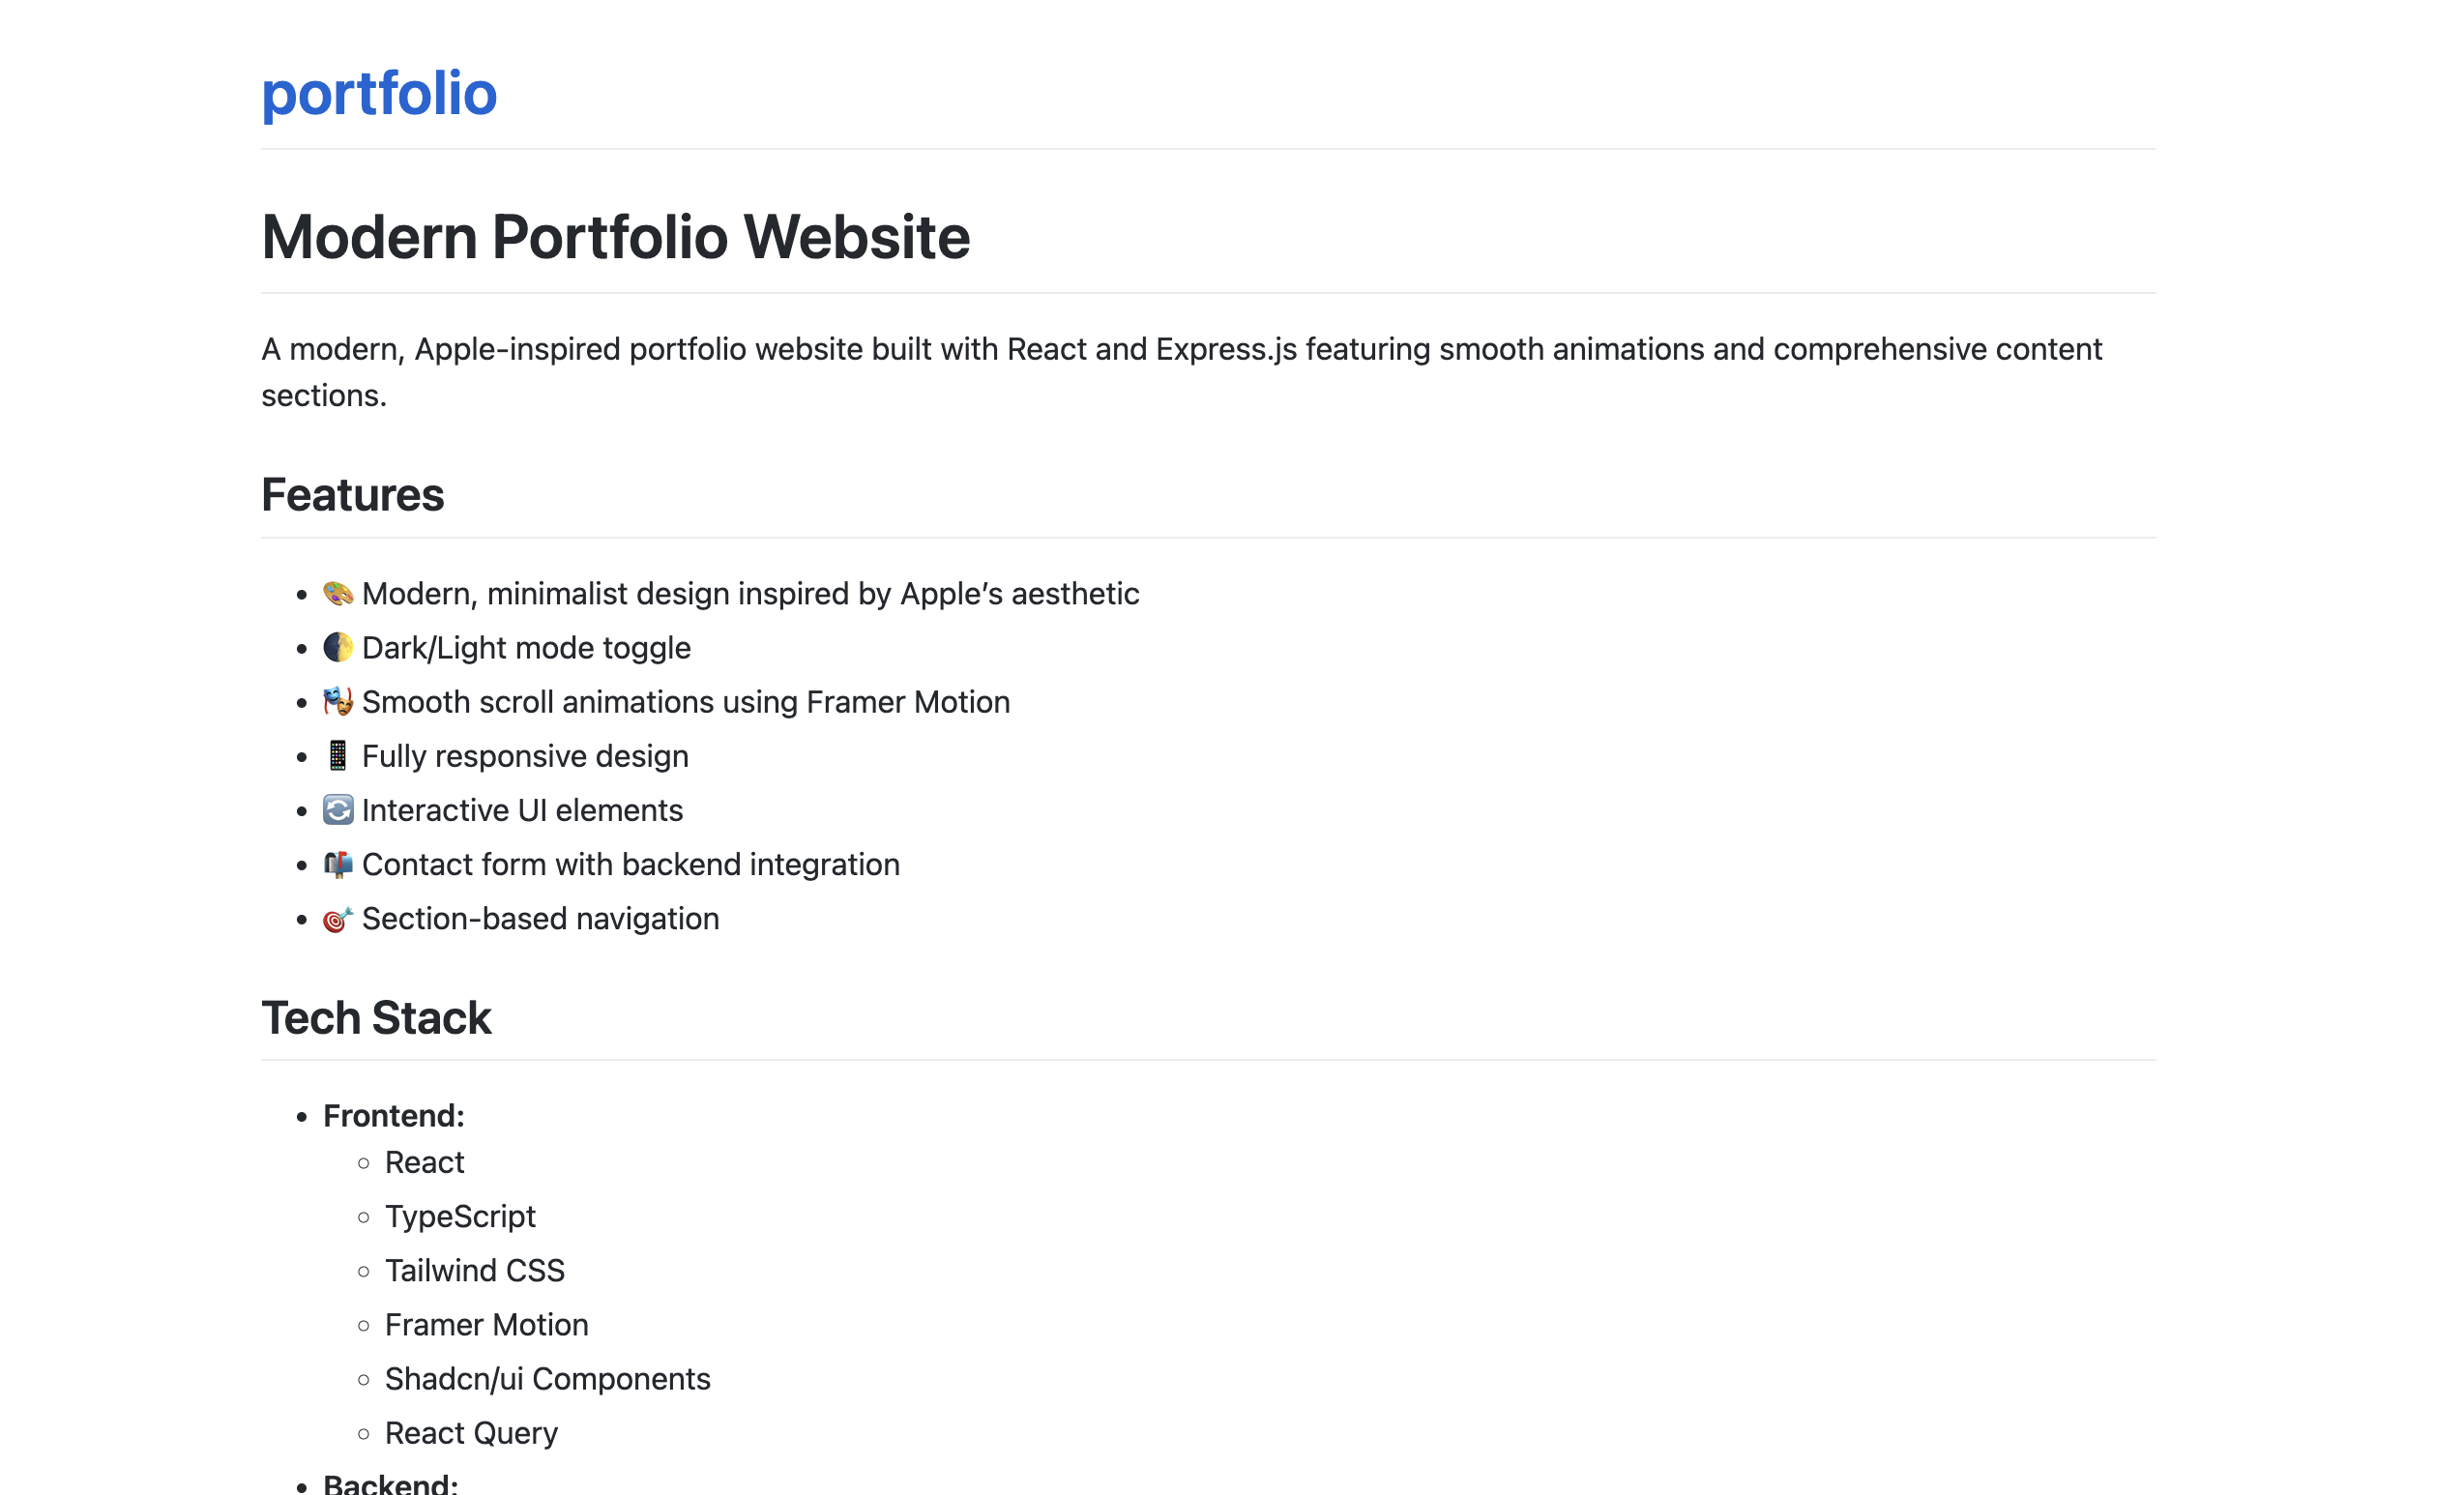 portfolio
Modern Portfolio Website
A modern, Apple-inspired portfolio website built with React and Express.js featuring smooth animations and comprehensive content
sections.
Features
• 🎨 Modern, minimalist design inspired by Apple’s aesthetic
• 🌓 Dark/Light mode toggle
• 🎭 Smooth scroll animations using Framer Motion
• 📱 Fully responsive design
• 🔄 Interactive UI elements
• 📬 Contact form with backend integration
• 🎯 Section-based navigation
Tech Stack
• Frontend:
○ React
○ TypeScript
○ Tailwind CSS
○ Framer Motion
○ Shadcn/ui Components
○ React Query
• Backend: